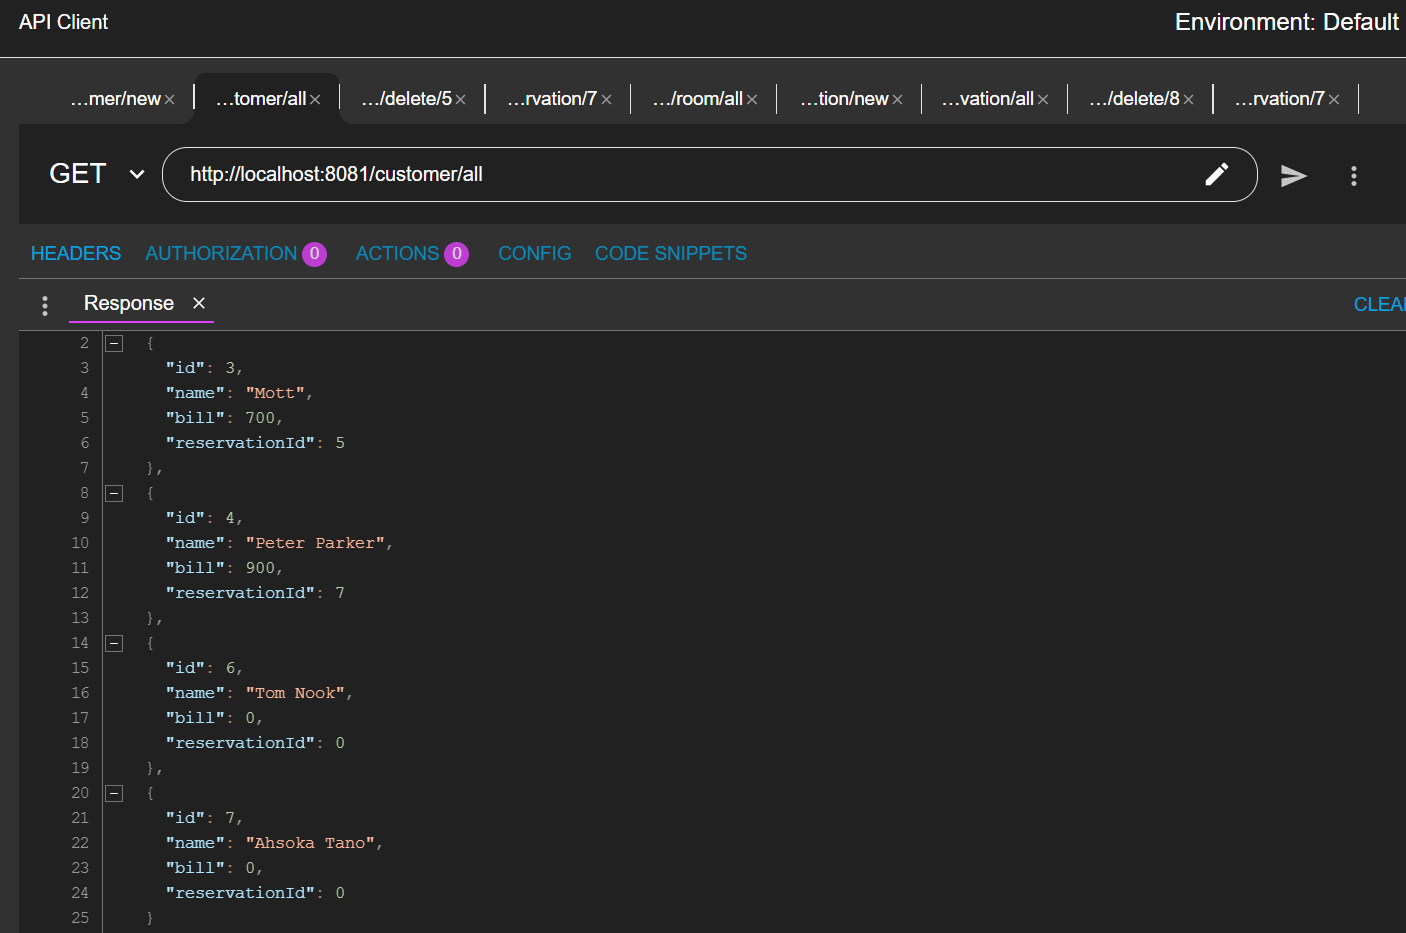 API Client
Environment: Default
...mer/new× ...tomer/all× .../delete/5× ...rvation/7× .../room/all× ...tion/new× ...vation/all× .../delete/8× ...rvation/7×
GET http://localhost:8081/customer/all
HEADERS AUTHORIZATION 0 ACTIONS 0 CONFIG CODE SNIPPETS
Response × CLEA
2 {
3 "id": 3,
4 "name": "Mott",
5 "bill": 700,
6 "reservationId": 5
7 },
8 {
9 "id": 4,
10 "name": "Peter Parker",
11 "bill": 900,
12 "reservationId": 7
13 },
14 {
15 "id": 6,
16 "name": "Tom Nook",
17 "bill": 0,
18 "reservationId": 0
19 },
20 {
21 "id": 7,
22 "name": "Ahsoka Tano",
23 "bill": 0,
24 "reservationId": 0
25 }